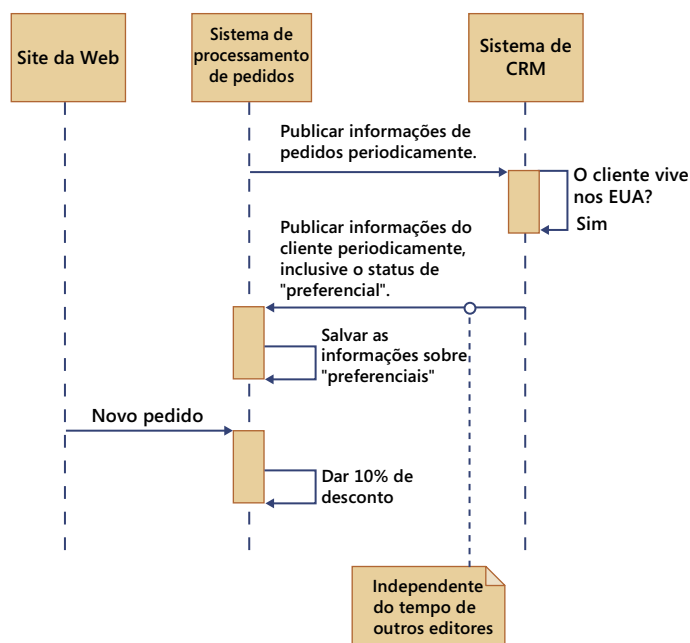 Site da Web
Sistema de
processamento
de pedidos
Sistema de
CRM
Publicar informações de
pedidos periodicamente.
O cliente vive
nos EUA?
Sim
Publicar informações do
cliente periodicamente,
inclusive o status de
"preferencial".
Salvar as
informações sobre
"preferenciais"
Novo pedido
Dar 10% de
desconto
Independente
do tempo de
outros editores